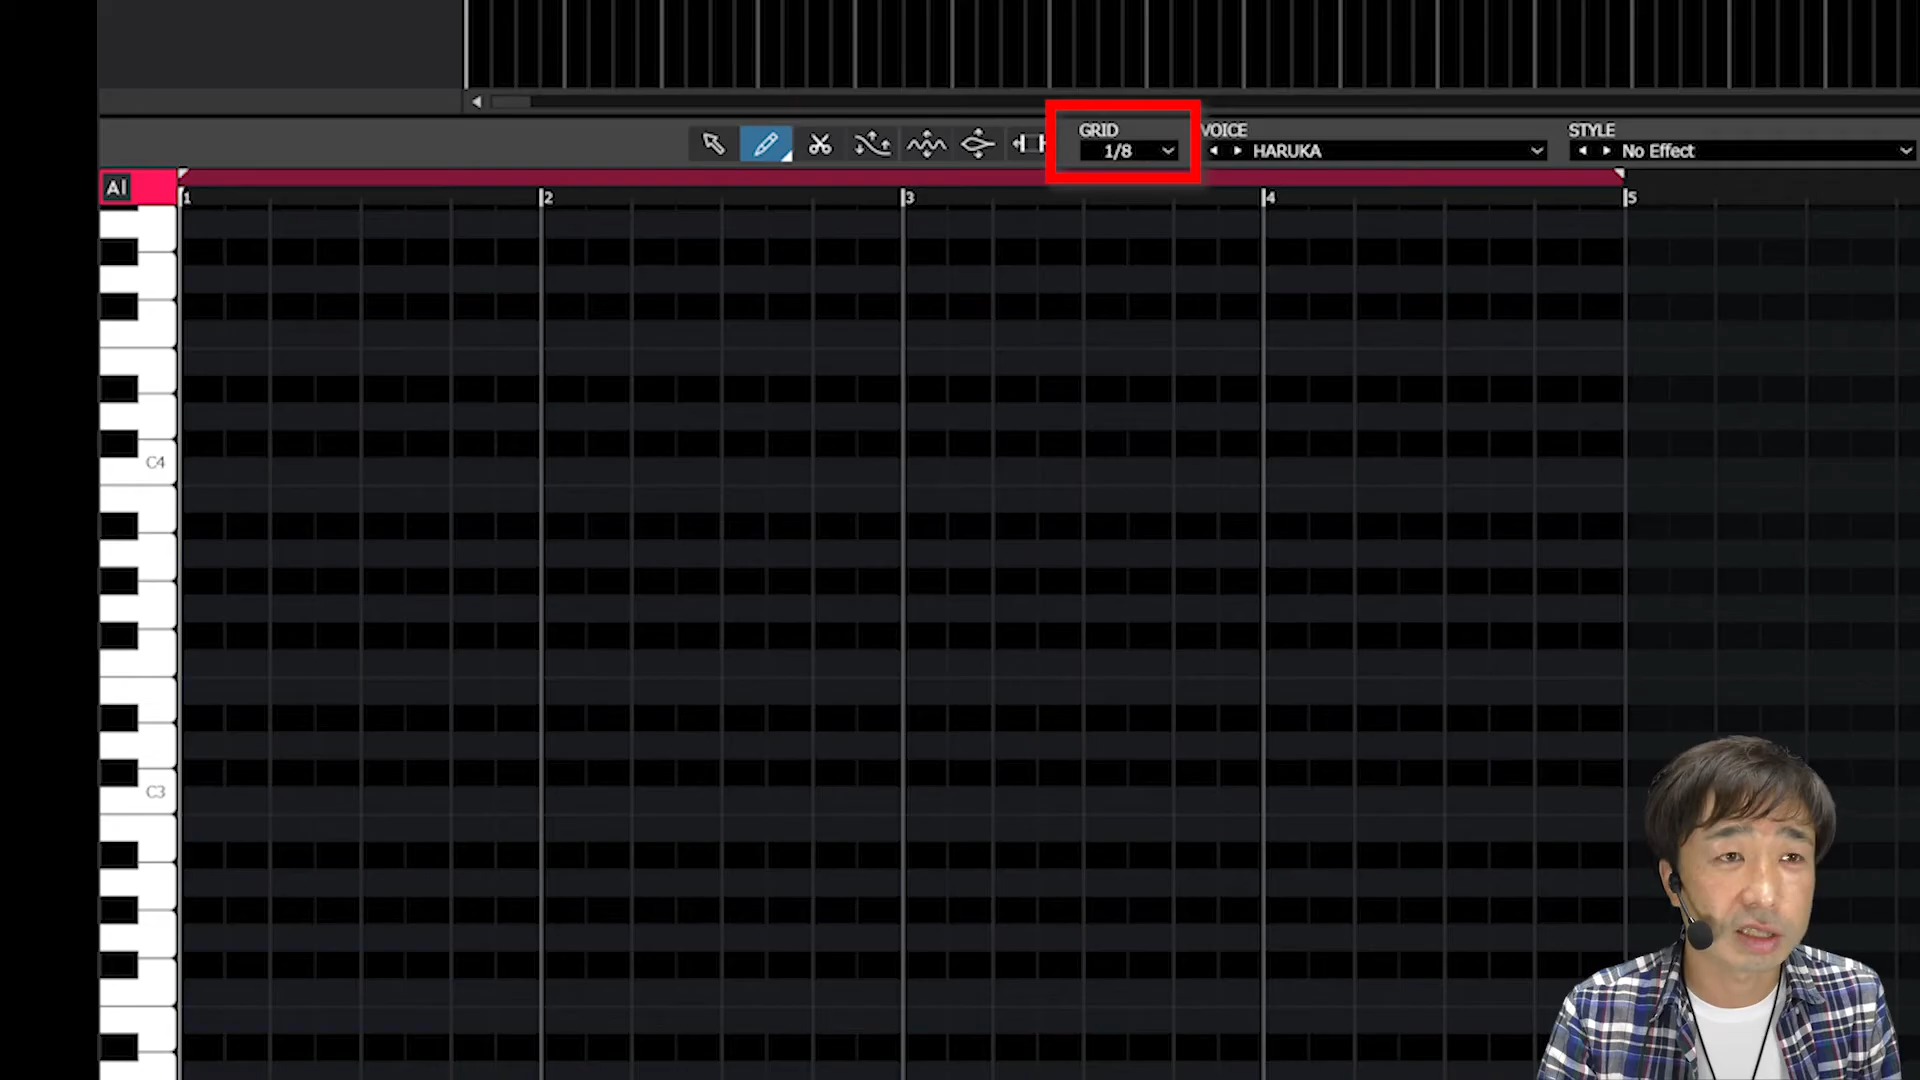 GRID
1/8
VOICE
HARUKA
STYLE
No Effect
AI
1
2
3
4
5
C4
C3